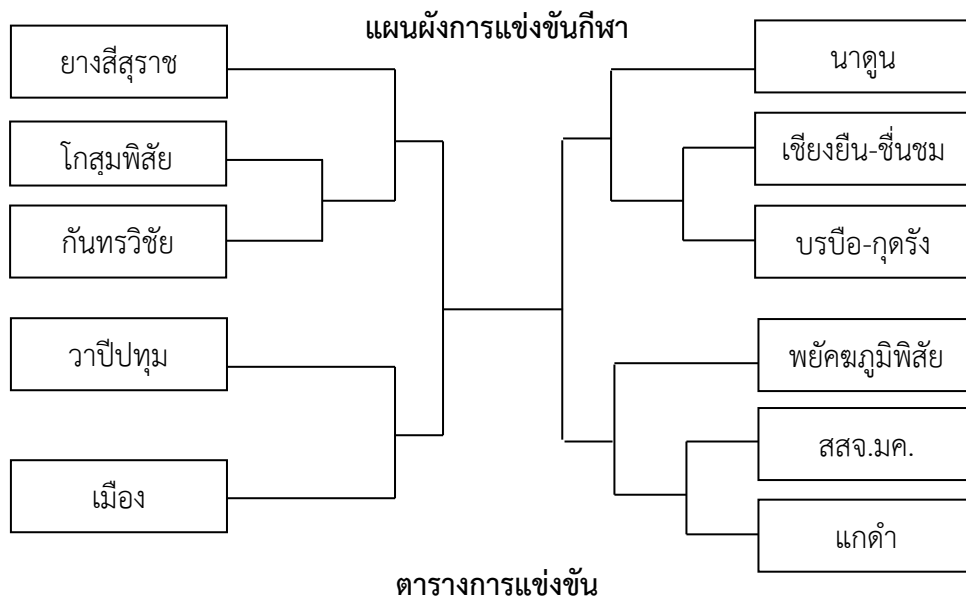 แผนผังการแข่งขันกีฬา
ยางสีสุราช
โกสุมพิสัย
กันทรวิชัย
วาปีปทุม
เมือง
นาดูน
เชียงยืน-ชื่นชม
บรบือ-กุดรัง
พยัคฆภูมิพิสัย
สสจ.มค.
แกดำ
ตารางการแข่งขัน